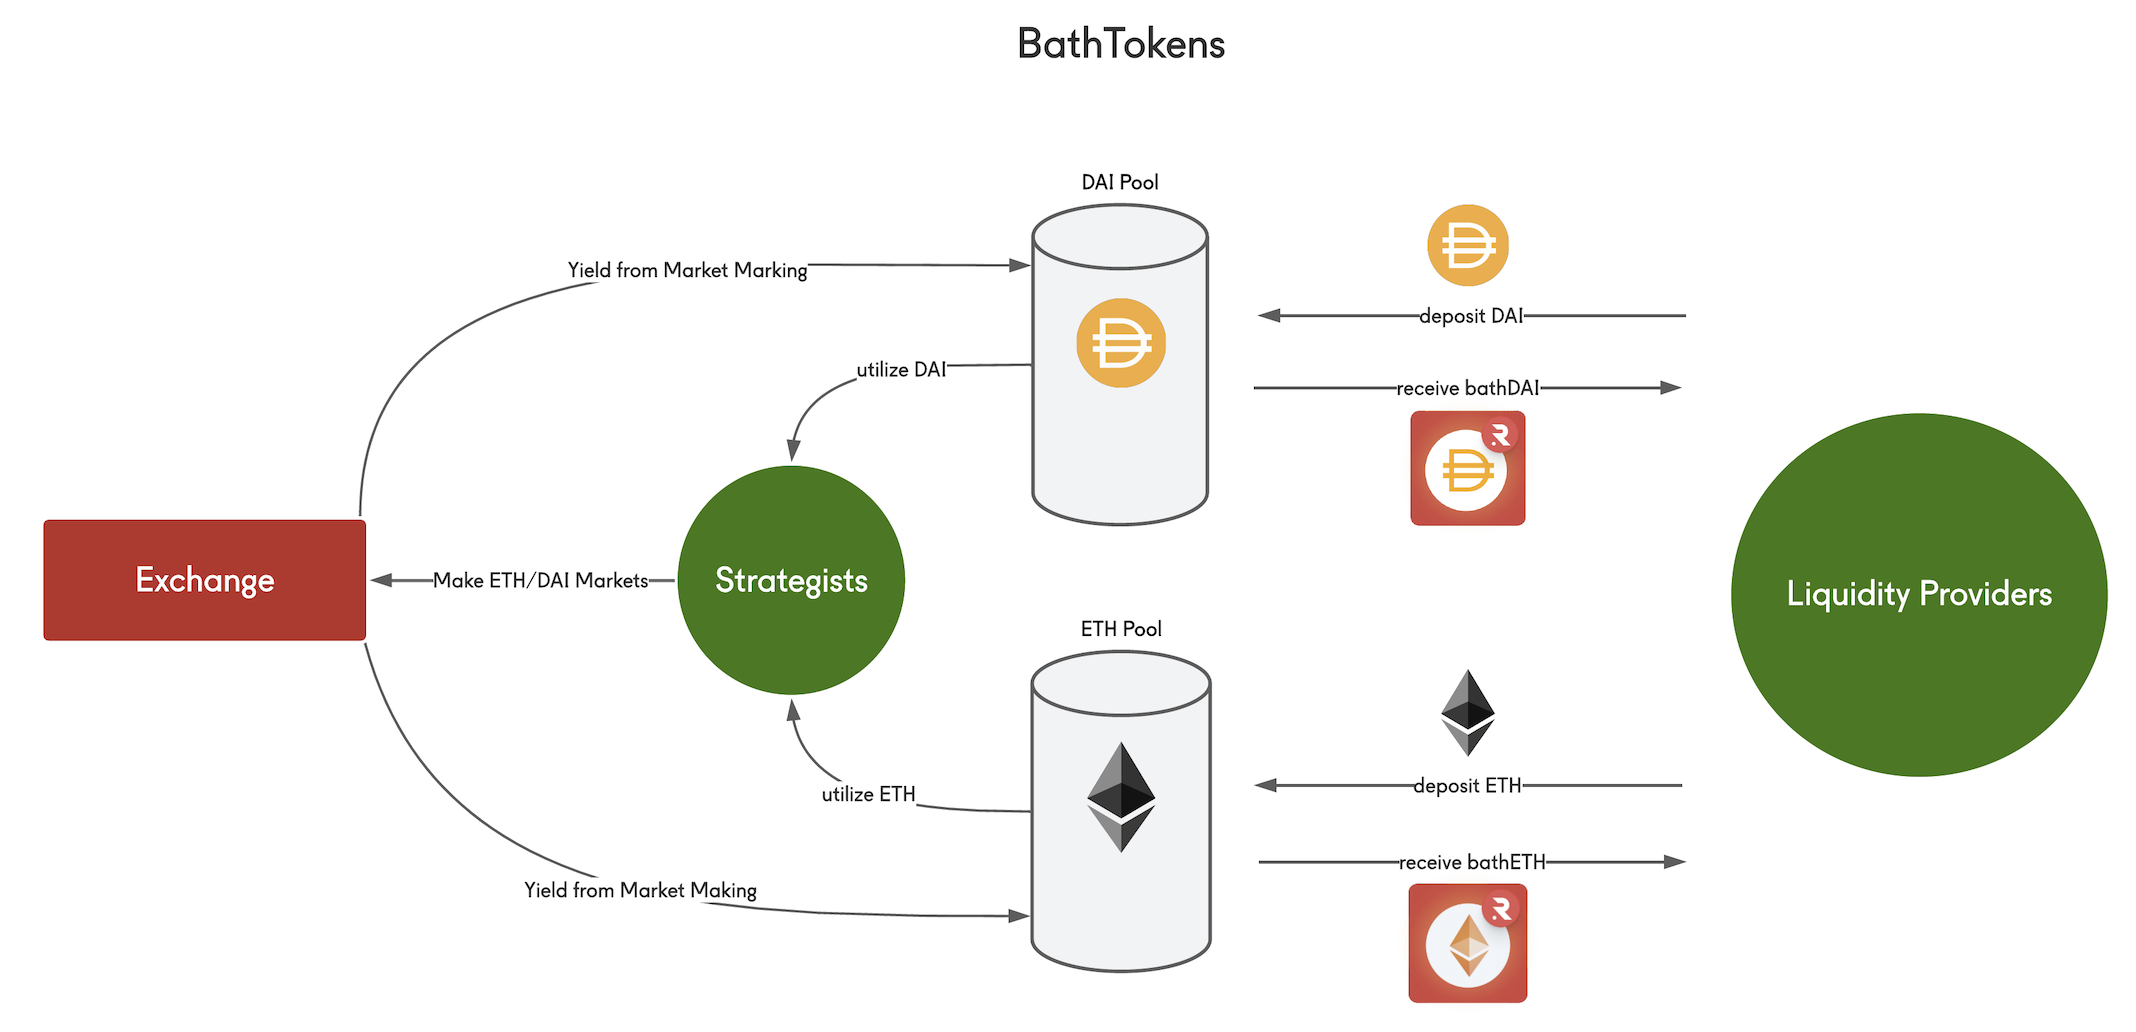 BathTokens
DAI Pool
Yield from Market Marking
deposit DAI
utilize DAI
receive bathDAI
Exchange
Make ETH/DAI Markets
Strategists
Liquidity Providers
ETH Pool
deposit ETH
utilize ETH
receive bathETH
Yield from Market Making